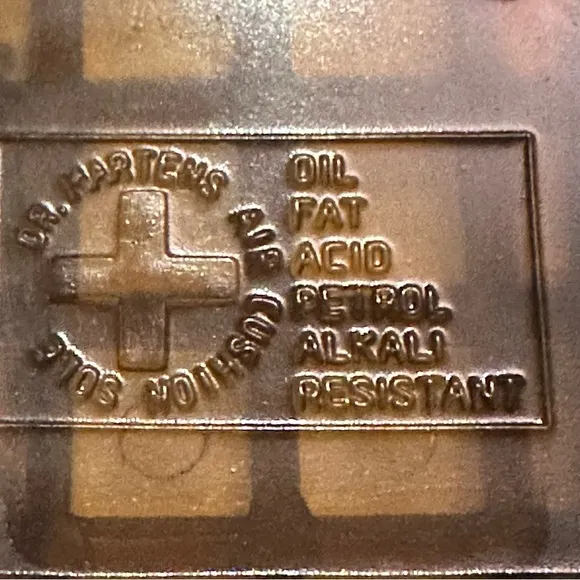 DR. MARTENS AIR CUSHION SOLE
OIL
FAT
ACID
PETROL
ALKALI
RESISTANT